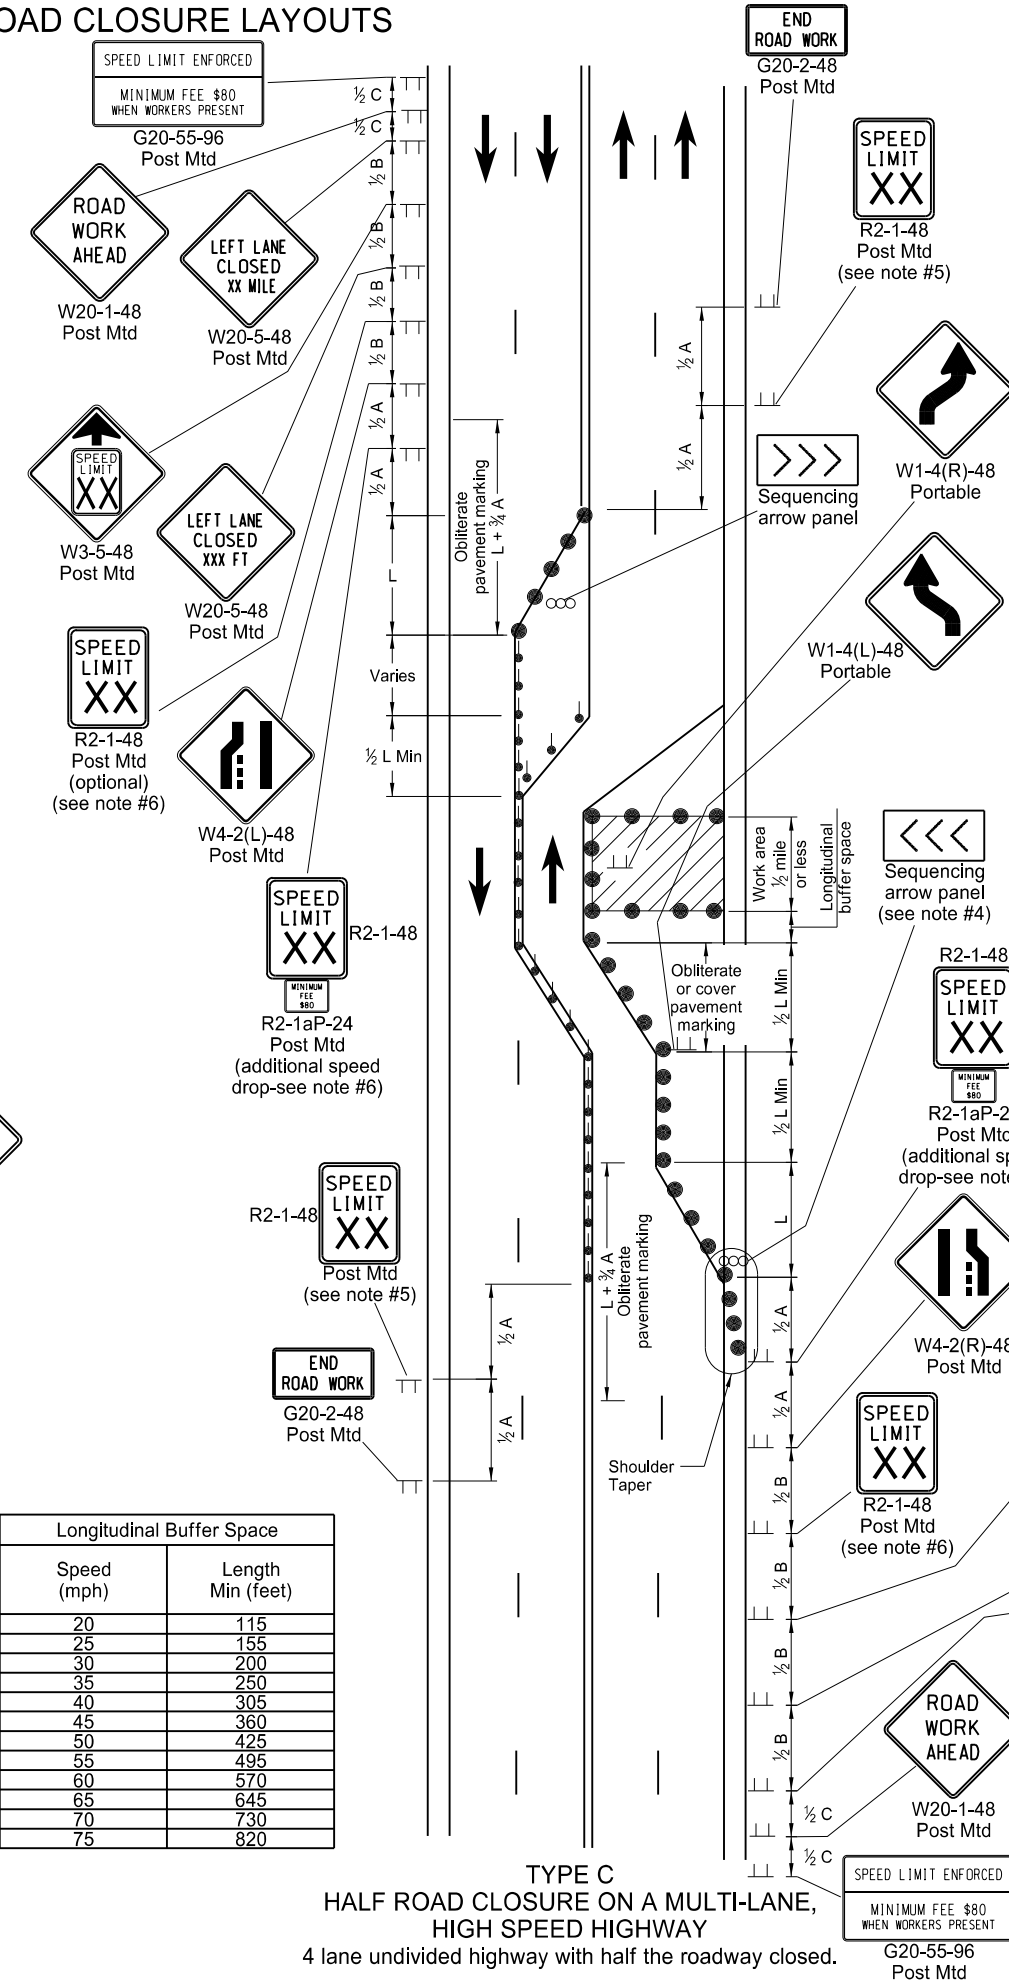 OAD CLOSURE LAYOUTS
SPEED LIMIT ENFORCED
MINIMUM FEE $80
WHEN WORKERS PRESENT
G20-55-96
Post Mtd
½ C
½ C
½ B
½ B
½ B
½ B
½ A
½ A
ROAD
WORK
AHEAD
W20-1-48
Post Mtd
LEFT LANE
CLOSED
XX MILE
W20-5-48
Post Mtd
SPEED
LIMIT
XX
W3-5-48
Post Mtd
LEFT LANE
CLOSED
XXX FT
W20-5-48
Post Mtd
SPEED
LIMIT
XX
R2-1-48
Post Mtd
(optional)
(see note #6)
W4-2(L)-48
Post Mtd
SPEED
LIMIT
XX
R2-1-48
MINIMUM
FEE
$80
R2-1aP-24
Post Mtd
(additional speed
drop-see note #6)
L
Varies
½ L Min
Obliterate
pavement marking
L + ¾ A
END
ROAD WORK
G20-2-48
Post Mtd
SPEED
LIMIT
XX
R2-1-48
Post Mtd
(see note #5)
½ A
½ A
W1-4(R)-48
Portable
Sequencing
arrow panel
W1-4(L)-48
Portable
Work area
½ mile
or less
Longitudinal
buffer space
Sequencing
arrow panel
(see note #4)
Obliterate
or cover
pavement
marking
½ L Min
½ L Min
L
R2-1-48
SPEED
LIMIT
XX
MINIMUM
FEE
$80
R2-1aP-2
Post Mtd
(additional sp
drop-see note
SPEED
LIMIT
XX
R2-1-48
Post Mtd
(see note #5)
L + ¾ A
Obliterate
pavement marking
½ A
½ A
END
ROAD WORK
G20-2-48
Post Mtd
Shoulder
Taper
½ A
½ A
½ B
½ B
½ B
½ B
½ C
½ C
W4-2(R)-48
Post Mtd
SPEED
LIMIT
XX
R2-1-48
Post Mtd
(see note #6)
ROAD
WORK
AHEAD
W20-1-48
Post Mtd
SPEED LIMIT ENFORCED
MINIMUM FEE $80
WHEN WORKERS PRESENT
G20-55-96
Post Mtd
Longitudinal Buffer Space
Speed
(mph)
Length
Min (feet)
20 115
25 155
30 200
35 250
40 305
45 360
50 425
55 495
60 570
65 645
70 730
75 820
TYPE C
HALF ROAD CLOSURE ON A MULTI-LANE,
HIGH SPEED HIGHWAY
4 lane undivided highway with half the roadway closed.